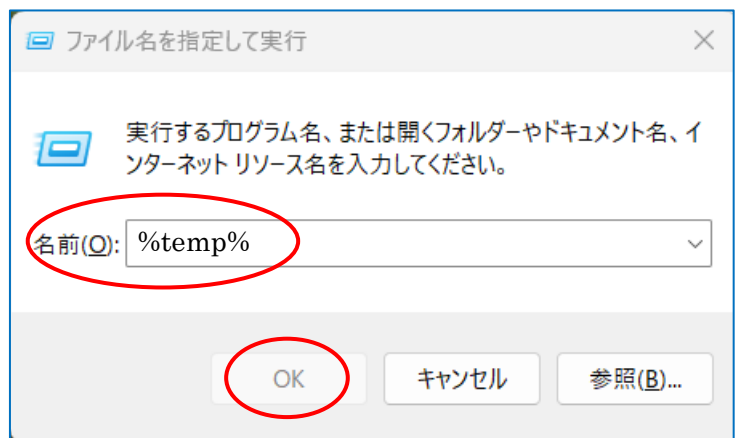 ファイル名を指定して実行
実行するプログラム名、または開くフォルダーやドキュメント名、イ
ンターネット リソース名を入力してください。
名前(O): %temp%
OK キャンセル 参照(B)...